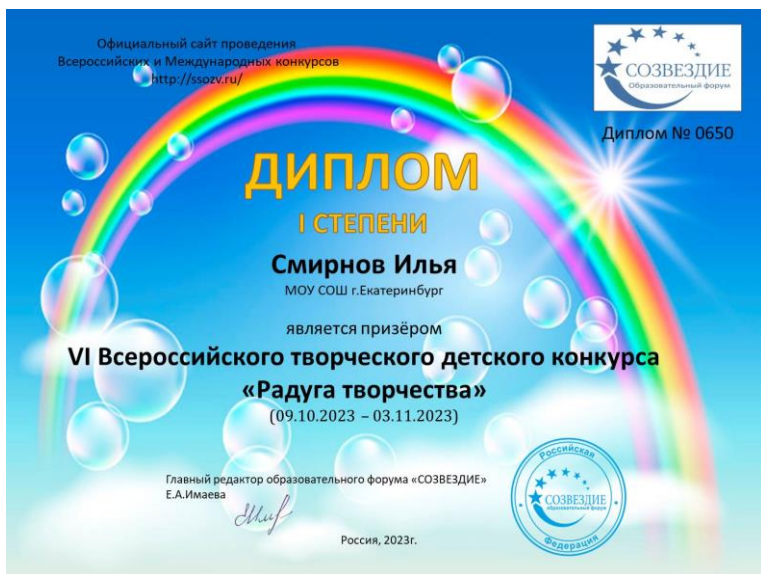 Официальный сайт проведения
Всероссийских и Международных конкурсов
http://ssozv.ru/
СОЗВЕЗДИЕ
Образовательный форум
Диплом № 0650
ДИПЛОМ
I СТЕПЕНИ
Смирнов Илья
МОУ СОШ г.Екатеринбург
является призёром
VI Всероссийского творческого детского конкурса
«Радуга творчества»
(09.10.2023 – 03.11.2023)
Главный редактор образовательного форума «СОЗВЕЗДИЕ»
Е.А.Имаева
Российская
СОЗВЕЗДИЕ
образовательный форум
Федерация
Россия, 2023г.